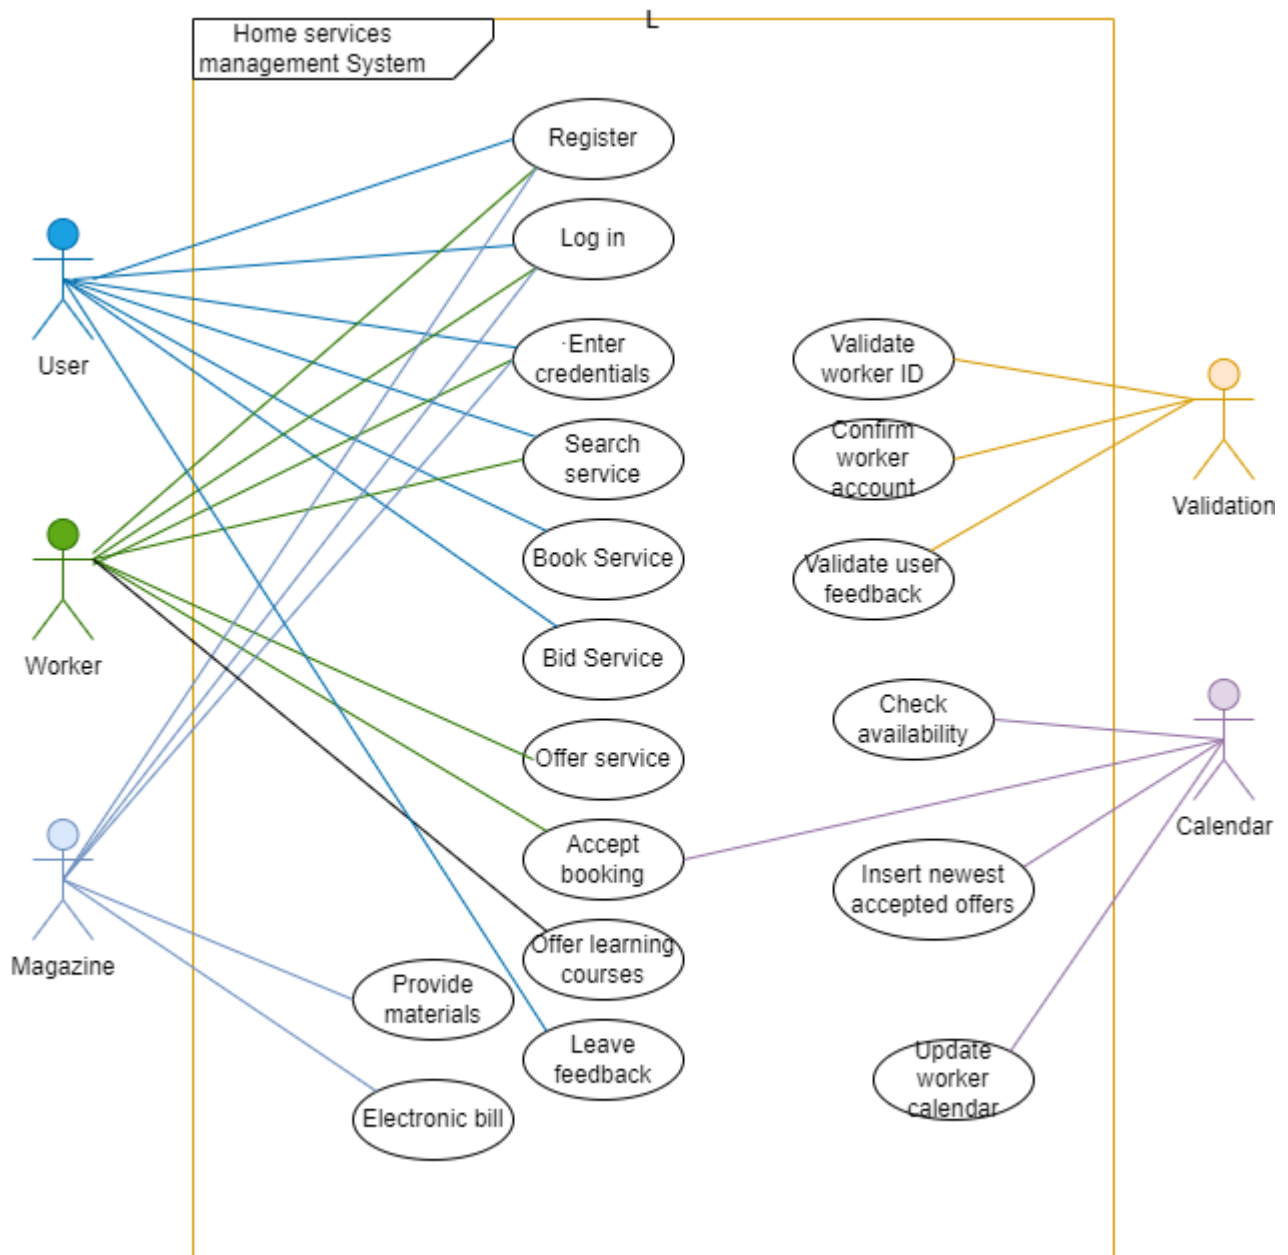 L
Home services
management System
Register
Log in
User
·Enter
credentials
Validate
worker ID
Search
service
Confirm
worker
account
Validation
Book Service
Validate user
feedback
Worker
Bid Service
Check
availability
Offer service
Calendar
Accept
booking
Insert newest
accepted offers
Magazine
Offer learning
courses
Provide
materials
Leave
feedback
Update
worker
calendar
Electronic bill